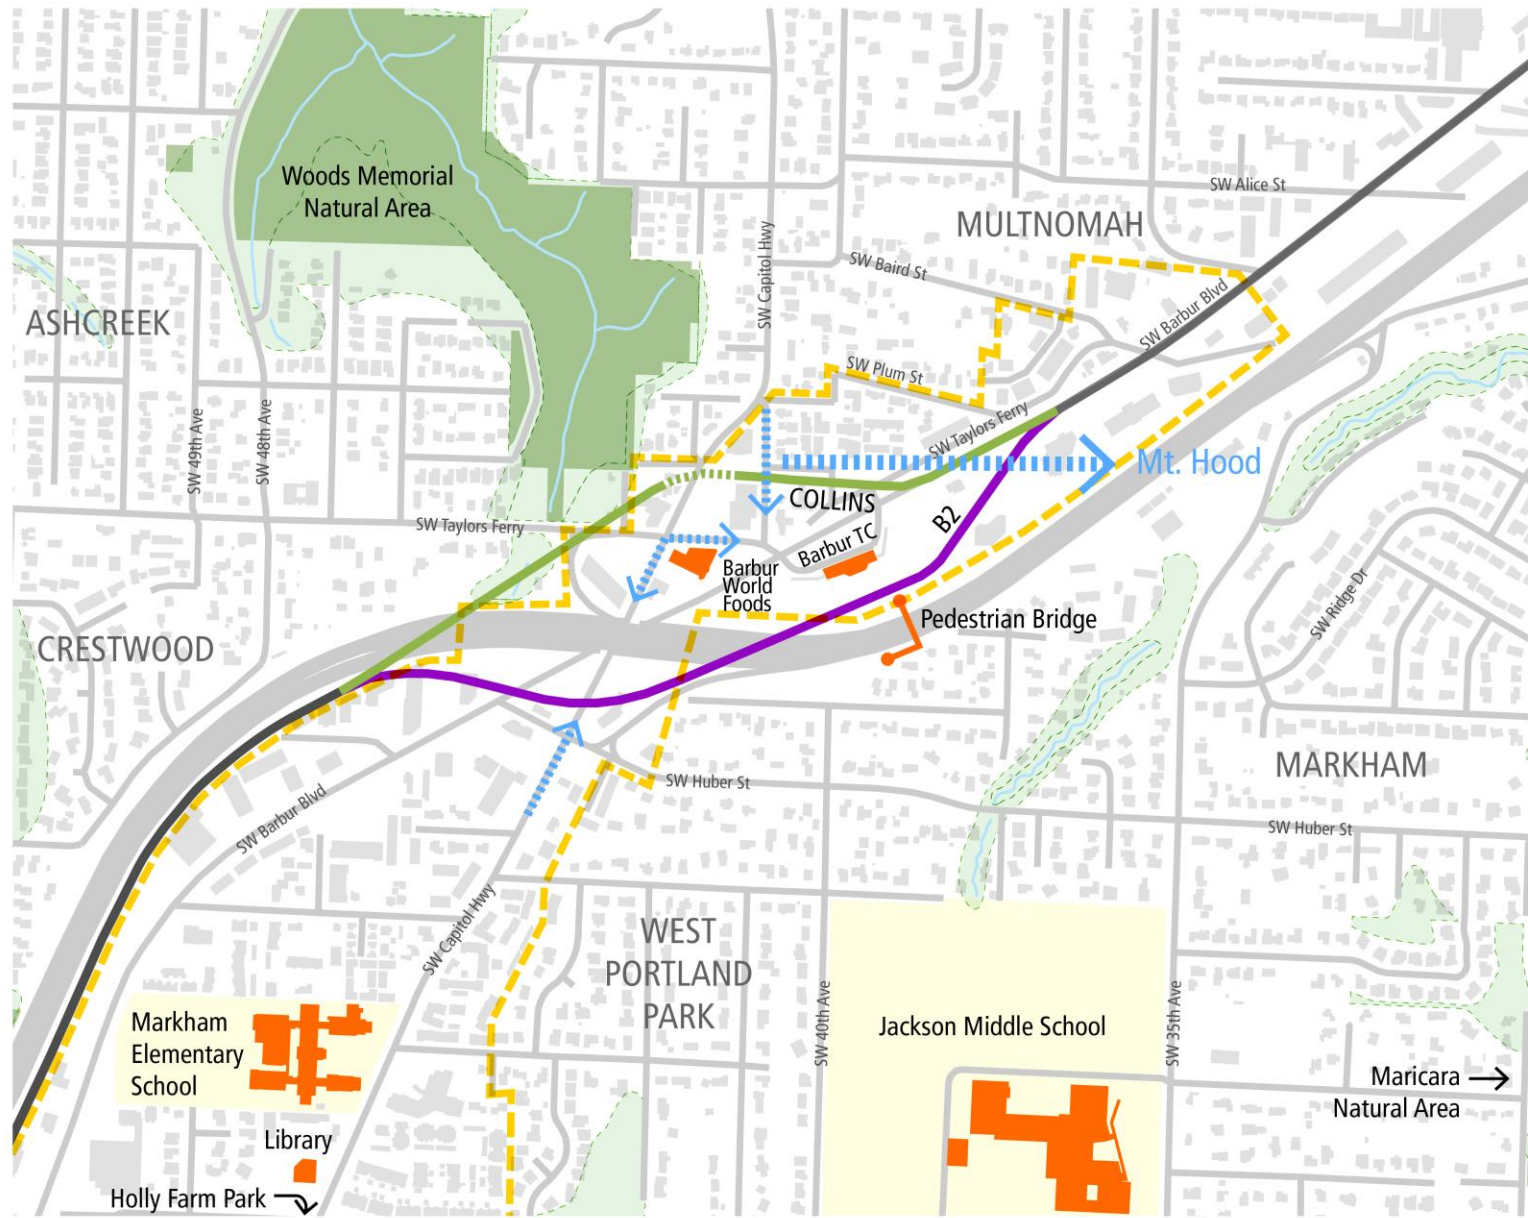 Woods Memorial
Natural Area
SW Alice St
MULTNOMAH
SW Capitol Hwy
SW Baird St
ASHCREEK
SW Barbur Blvd
SW Plum St
SW 49th Ave
SW 48th Ave
SW Taylors Ferry
Mt. Hood
COLLINS
B2
SW Taylors Ferry
Barbur TC
Barbur
World
Foods
SW Ridge Dr
Pedestrian Bridge
CRESTWOOD
MARKHAM
SW Huber St
SW Barbur Blvd
SW Huber St
SW Capitol Hwy
WEST
PORTLAND
PARK
SW 40th Ave
SW 35th Ave
Jackson Middle School
Markham
Elementary
School
Maricara
Natural Area
Library
Holly Farm Park